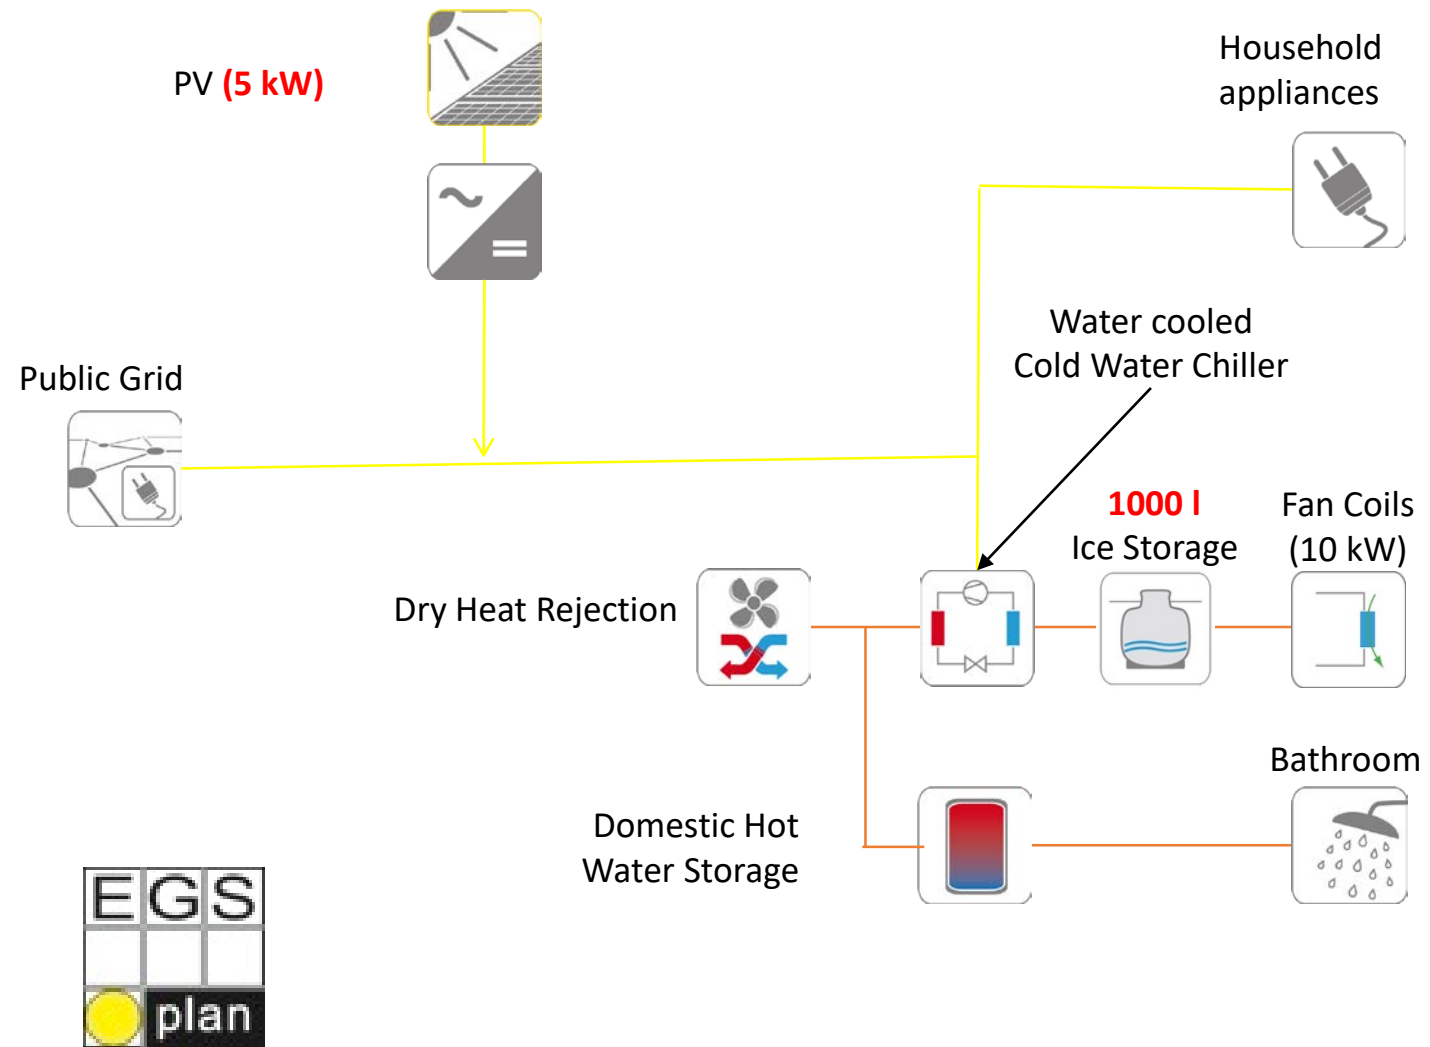 PV (5 kW)
Household
appliances
Water cooled
Cold Water Chiller
Public Grid
1000 l
Ice Storage
Fan Coils
(10 kW)
Dry Heat Rejection
Bathroom
Domestic Hot
Water Storage
EGS
plan